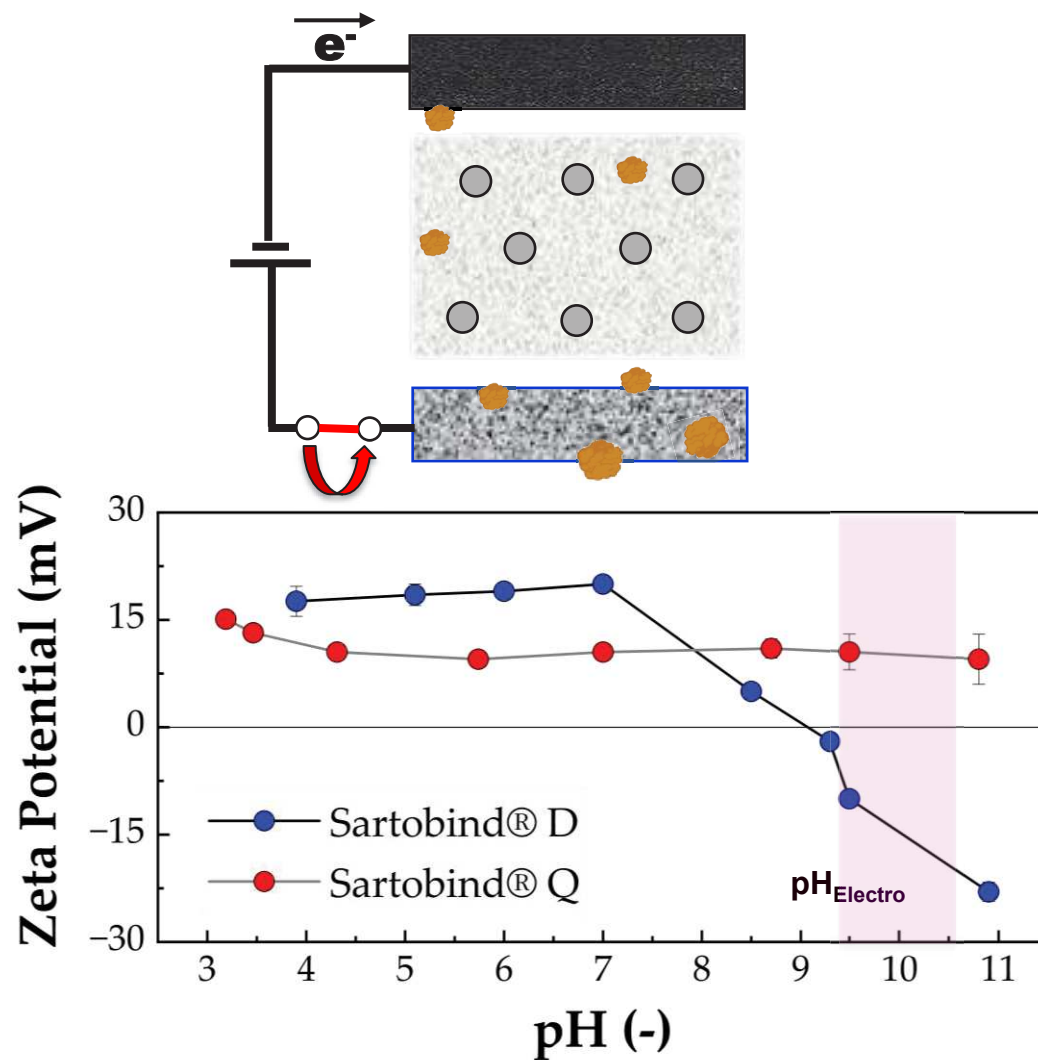 e-
30
15
0
−15
−30
Zeta Potential (mV)
Sartobind® D
Sartobind® Q
pHElectro
3 4 5 6 7 8 9 10 11
pH (-)